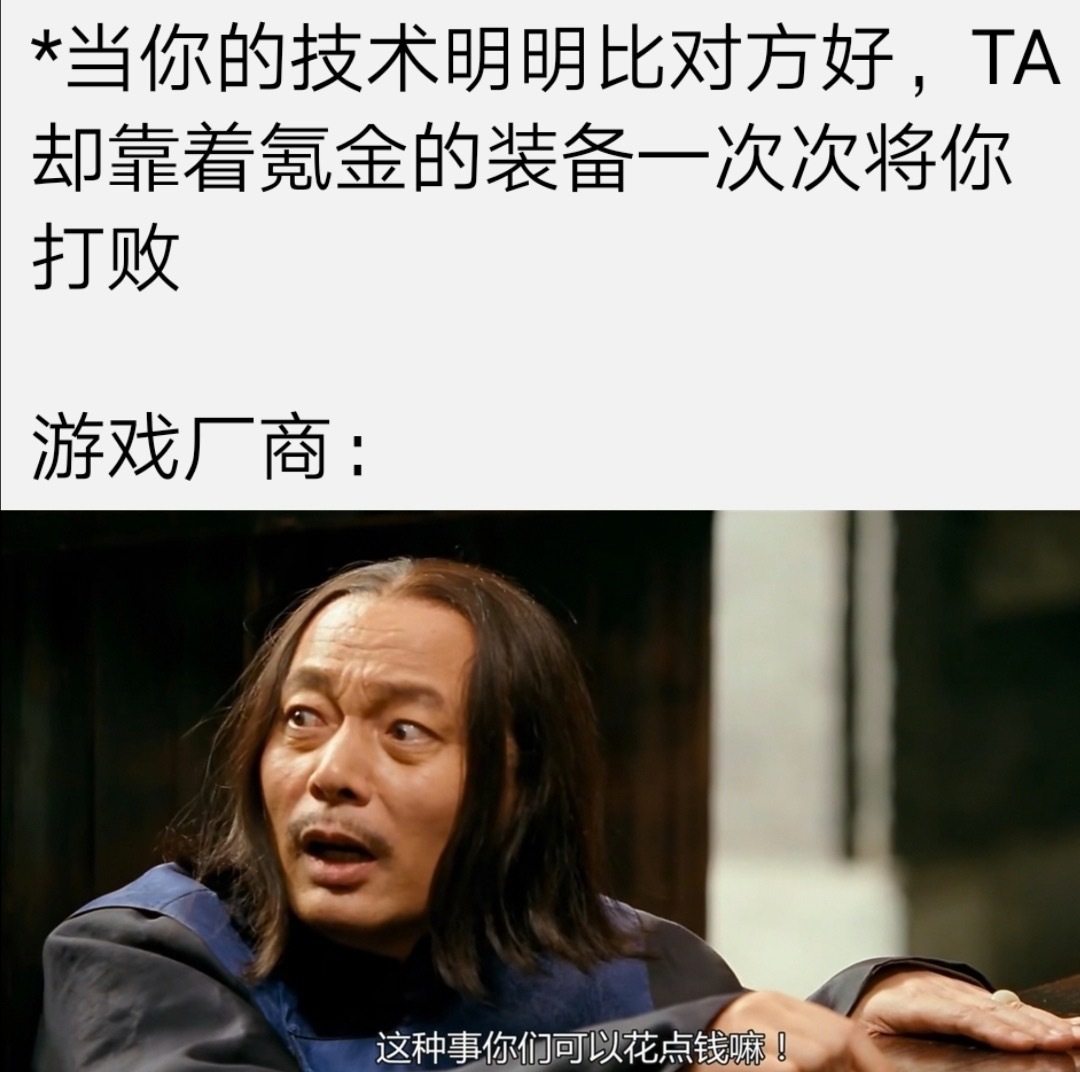 *当你的技术明明比对方好，TA
却靠着氪金的装备一次次将你
打败
游戏厂商：
这种事你们可以花点钱嘛！